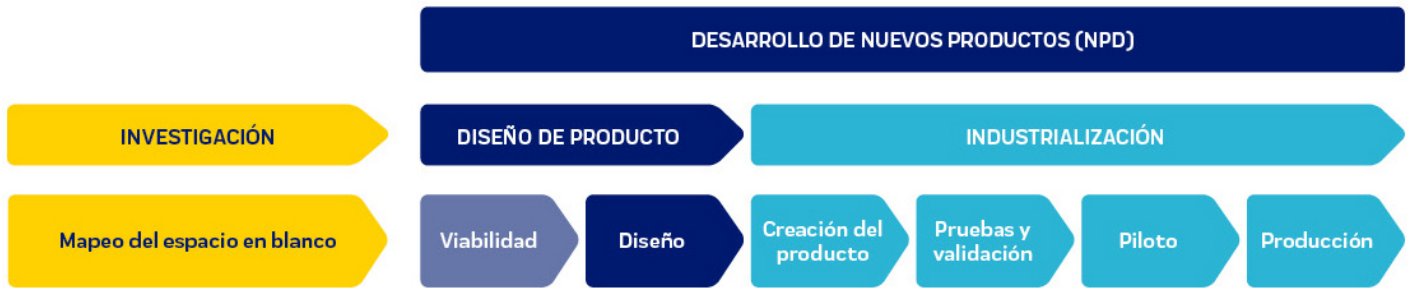 DESARROLLO DE NUEVOS PRODUCTOS (NPD)
INVESTIGACIÓN
DISEÑO DE PRODUCTO
INDUSTRIALIZACIÓN
Mapeo del espacio en blanco
Viabilidad
Diseño
Creación del
producto
Pruebas y
validación
Piloto
Producción